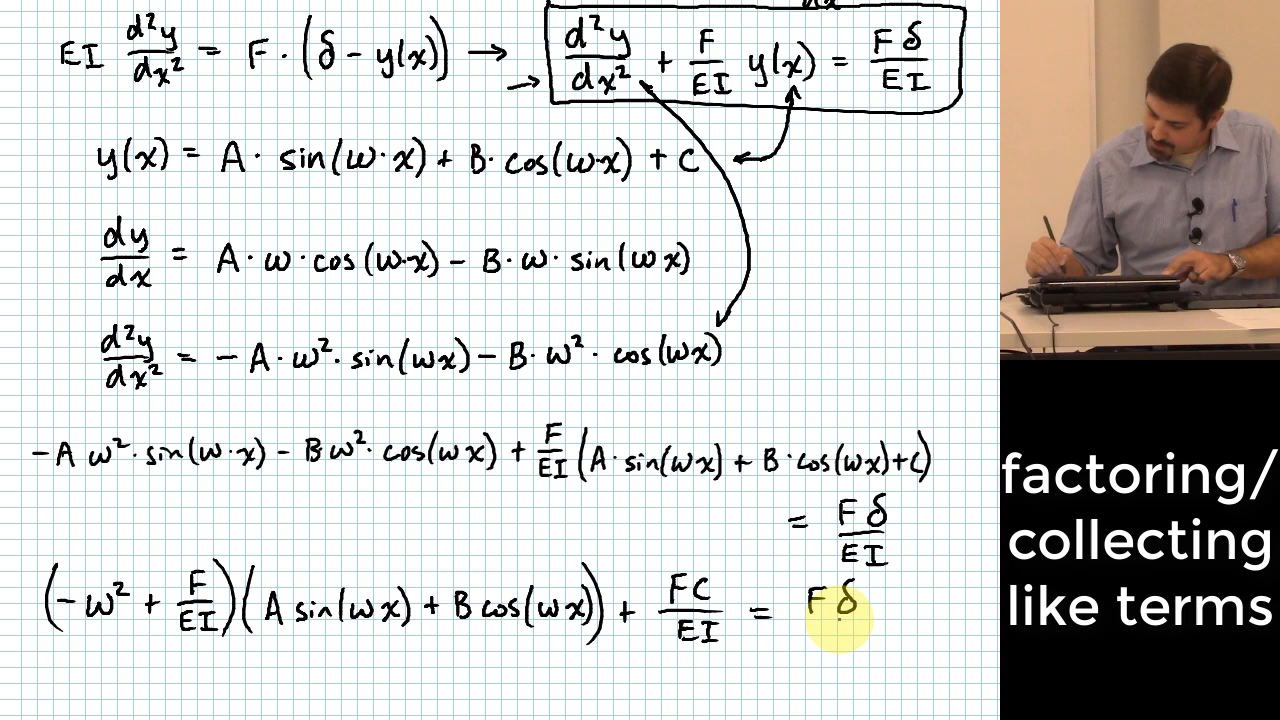 dx
EI d²y/dx² = F · (δ - y(x)) → → d²y/dx² + F/EI y(x) = Fδ/EI
y(x) = A · sin(ω·x) + B· cos(ω·x) + C
dy/dx = A · ω · cos(ω·x) - B · ω · sin(ωx)
d²y/dx² = - A · ω² · sin(ωx) - B · ω² · cos(ωx)
-A ω² · sin(ω·x) - Bω² · cos(ωx) + F/EI (A · sin(ωx) + B · cos(ωx) + C)
= Fδ/EI
(-ω² + F/EI)(A sin(ωx) + B cos(ωx)) + FC/EI = Fδ
factoring/
collecting
like terms